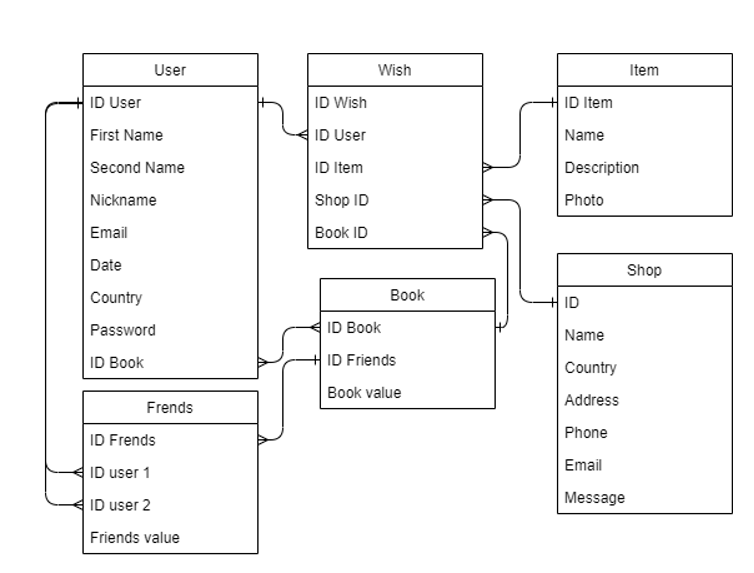 User
ID User
First Name
Second Name
Nickname
Email
Date
Country
Password
ID Book
Wish
ID Wish
ID User
ID Item
Shop ID
Book ID
Item
ID Item
Name
Description
Photo
Book
ID Book
ID Friends
Book value
Shop
ID
Name
Country
Address
Phone
Email
Message
Frends
ID Frends
ID user 1
ID user 2
Friends value